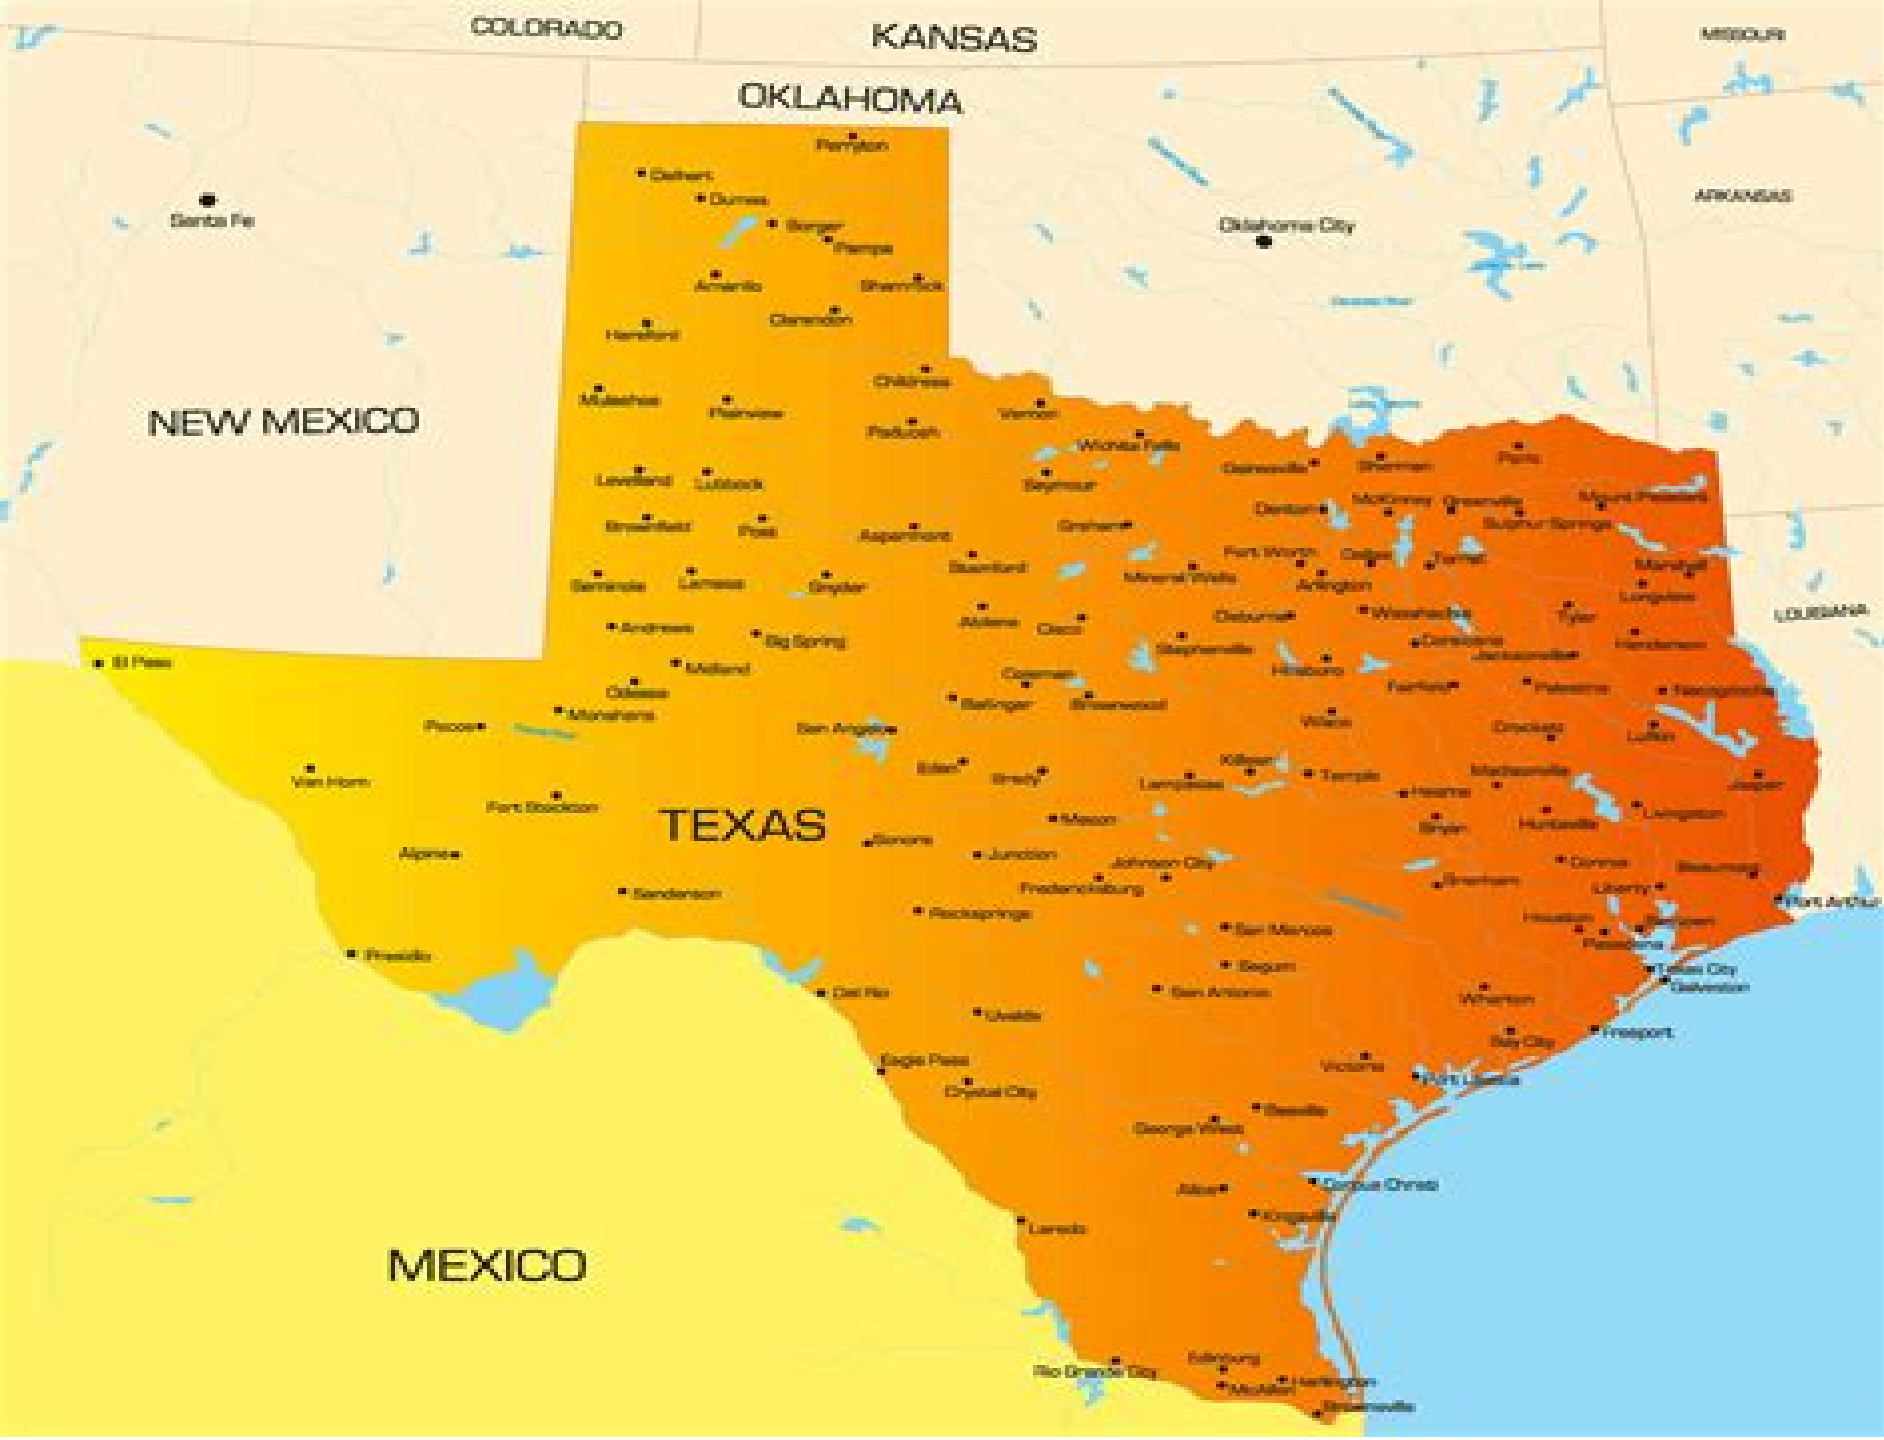 COLORADO
KANSAS
MISSOURI
OKLAHOMA
Perryton
Dalhart
Dumas
Borger
Pampa
Santa Fe
ARKANSAS
Oklahoma City
Amarillo
Shamrock
Clarendon
Hereford
Childress
Muleshoe
Plainview
Vernon
NEW MEXICO
Paducah
Wichita Falls
Gainesville
Sherman
Paris
Levelland
Lubbock
Seymour
Mount Pleasant
McKinney
Greenville
Denton
Sulphur Springs
Brownfield
Post
Graham
Aspermont
Fort Worth
Dallas
Terrel
Stamford
Mineral Wells
Arlington
Marshall
Seminole
Lamesa
Snyder
Longview
LOUISIANA
Abilene
Cisco
Waxahachie
Tyler
Andrews
Big Spring
Corsicana
Henderson
Stephenville
Jacksonville
El Paso
Midland
Hillsboro
Coleman
Odessa
Fairfield
Palestine
Ballinger
Brownwood
Monahans
Pecos
San Angelo
Waco
Crockett
Lufkin
Killeen
Eden
Brady
Temple
Madisonville
Van Horn
Lampasas
Jasper
Hearne
Fort Stockton
TEXAS
Mason
Bryan
Huntsville
Livingston
Sonora
Alpine
Junction
Johnson City
Conroe
Beaumont
Fredericksburg
Brenham
Liberty
Sanderson
Port Arthur
Rocksprings
Houston
San Marcos
Pasadena
Presidio
Seguin
Texas City
Galveston
Del Rio
San Antonio
Wharton
Uvalde
Freeport
Bay City
Eagle Pass
Victoria
Port Lavaca
Crystal City
Beeville
George West
Alice
Corpus Christi
Kingsville
Laredo
MEXICO
Edinburg
Rio Grande City
McAllen
Harlington
Brownsville